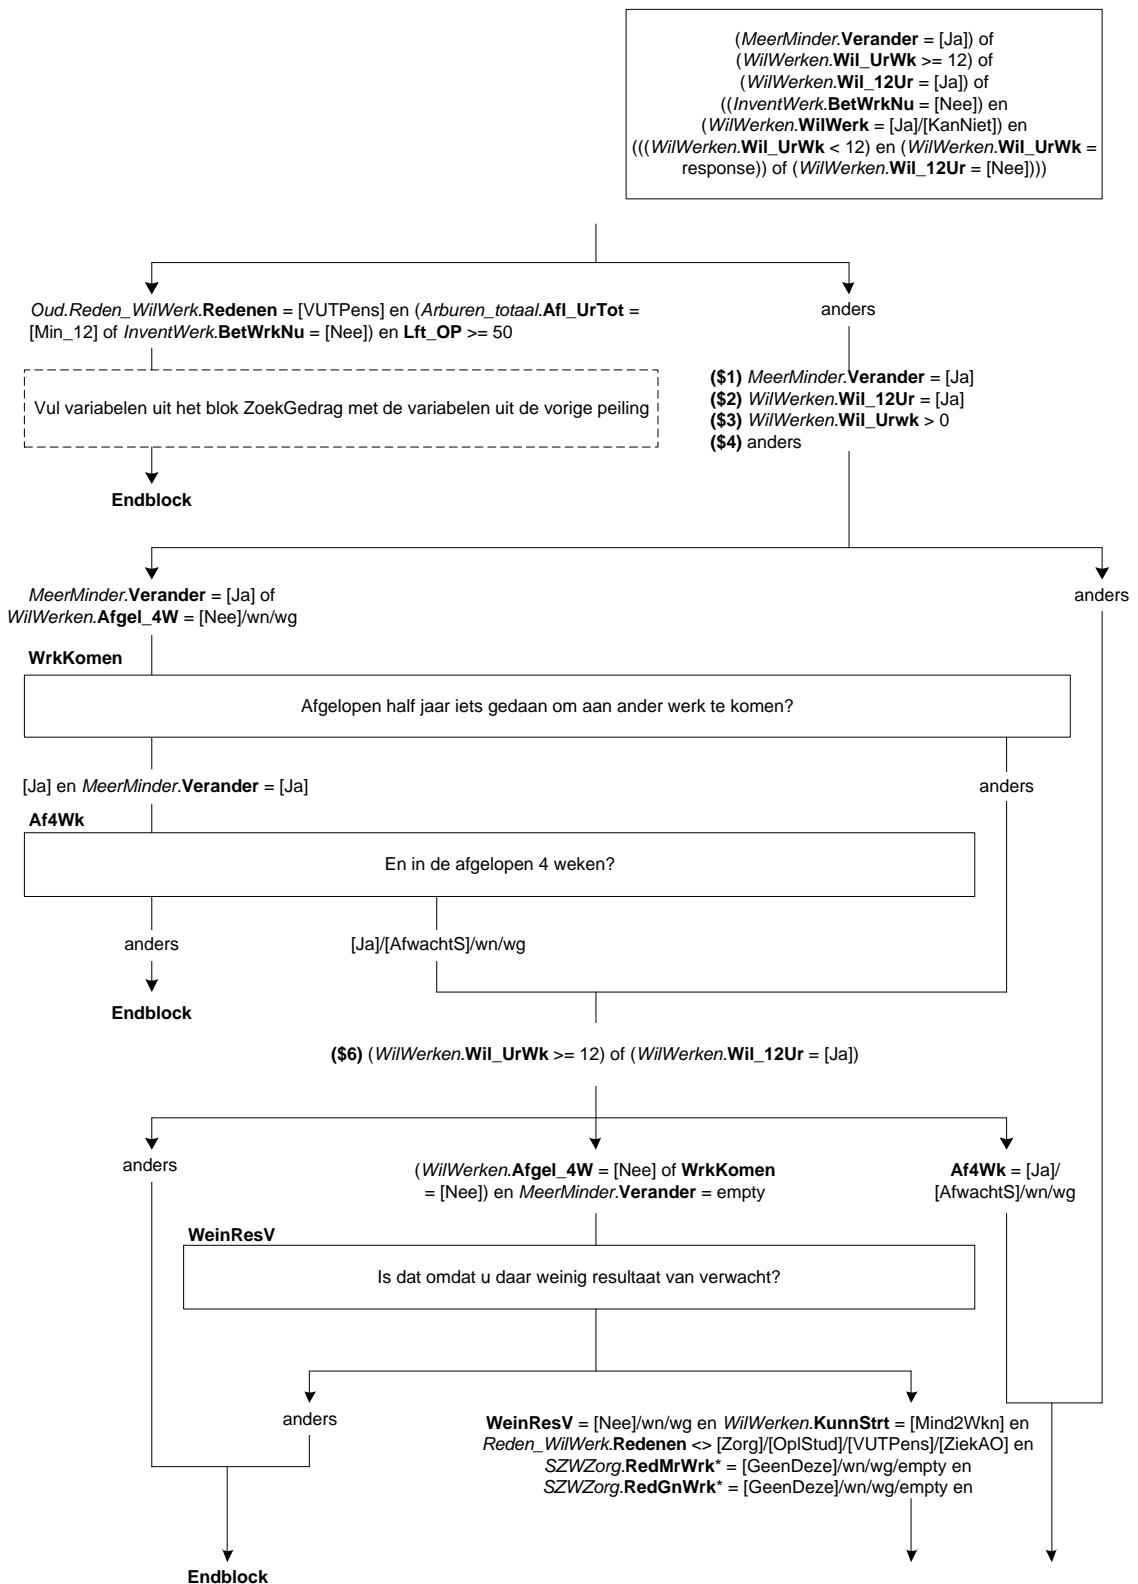 (MeerMinder.Verander = [Ja]) of
(WilWerken.Wil_UrWk >= 12) of
(WilWerken.Wil_12Ur = [Ja]) of
((InventWerk.BetWrkNu = [Nee]) en
(WilWerken.WilWerk = [Ja]/[KanNiet]) en
(((WilWerken.Wil_UrWk < 12) en (WilWerken.Wil_UrWk =
response)) of (WilWerken.Wil_12Ur = [Nee])))
Oud.Reden_WilWerk.Redenen = [VUTPens] en (Arburen_totaal.Afl_UrTot =
[Min_12] of InventWerk.BetWrkNu = [Nee]) en Lft_OP >= 50
anders
Vul variabelen uit het blok ZoekGedrag met de variabelen uit de vorige peiling
($1) MeerMinder.Verander = [Ja]
($2) WilWerken.Wil_12Ur = [Ja]
($3) WilWerken.Wil_Urwk > 0
($4) anders
Endblock
MeerMinder.Verander = [Ja] of
WilWerken.Afgel_4W = [Nee]/wn/wg
anders
WrkKomen
Afgelopen half jaar iets gedaan om aan ander werk te komen?
[Ja] en MeerMinder.Verander = [Ja]
anders
Af4Wk
En in de afgelopen 4 weken?
anders
[Ja]/[AfwachtS]/wn/wg
Endblock
($6) (WilWerken.Wil_UrWk >= 12) of (WilWerken.Wil_12Ur = [Ja])
anders
(WilWerken.Afgel_4W = [Nee] of WrkKomen
= [Nee]) en MeerMinder.Verander = empty
Af4Wk = [Ja]/
[AfwachtS]/wn/wg
WeinResV
Is dat omdat u daar weinig resultaat van verwacht?
anders
WeinResV = [Nee]/wn/wg en WilWerken.KunnStrt = [Mind2Wkn] en
Reden_WilWerk.Redenen <> [Zorg]/[OplStud]/[VUTPens]/[ZiekAO] en
SZWZorg.RedMrWrk* = [GeenDeze]/wn/wg/empty en
SZWZorg.RedGnWrk* = [GeenDeze]/wn/wg/empty en
Endblock